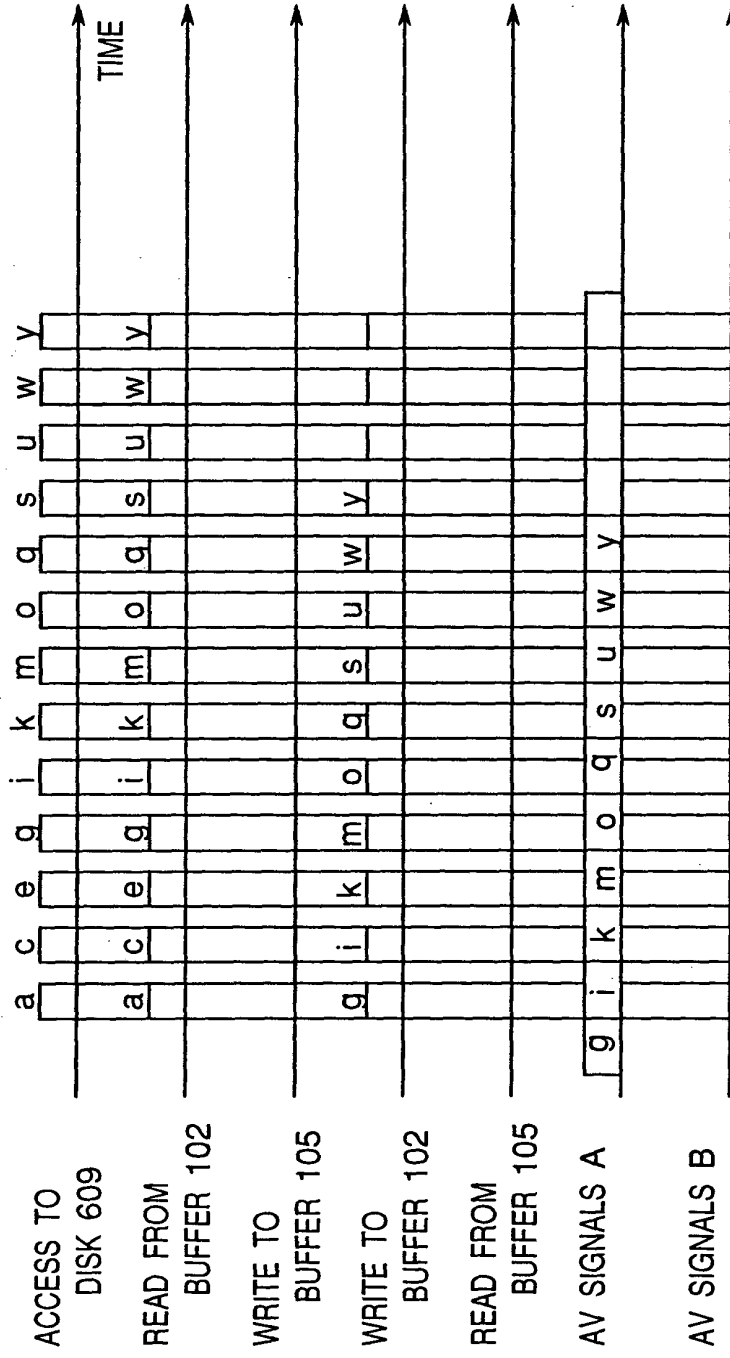 a c e g i k m o q s u w y
ACCESS TO
DISK 609
TIME
a c e g i k m o q s u w y
READ FROM
BUFFER 102
WRITE TO
BUFFER 105
g i k m o q s u w y
WRITE TO
BUFFER 102
READ FROM
BUFFER 105
g i k m o q s u w y
AV SIGNALS A
AV SIGNALS B